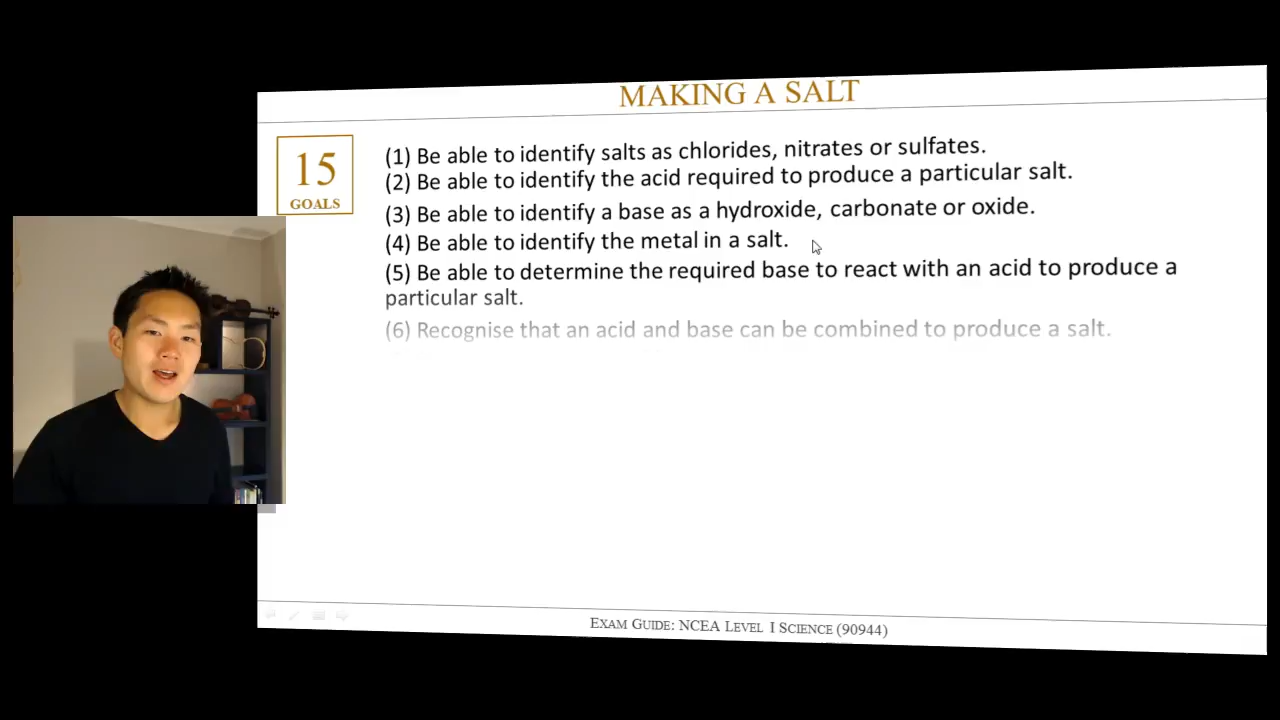 MAKING A SALT
15
GOALS
(1) Be able to identify salts as chlorides, nitrates or sulfates.
(2) Be able to identify the acid required to produce a particular salt.
(3) Be able to identify a base as a hydroxide, carbonate or oxide.
(4) Be able to identify the metal in a salt.
(5) Be able to determine the required base to react with an acid to produce a
particular salt.
(6) Recognise that an acid and base can be combined to produce a salt.
EXAM GUIDE: NCEA LEVEL I SCIENCE (90944)